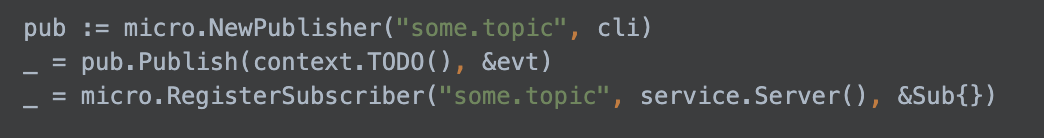 pub := micro.NewPublisher("some.topic", cli)
_ = pub.Publish(context.TODO(), &evt)
_ = micro.RegisterSubscriber("some.topic", service.Server(), &Sub{})